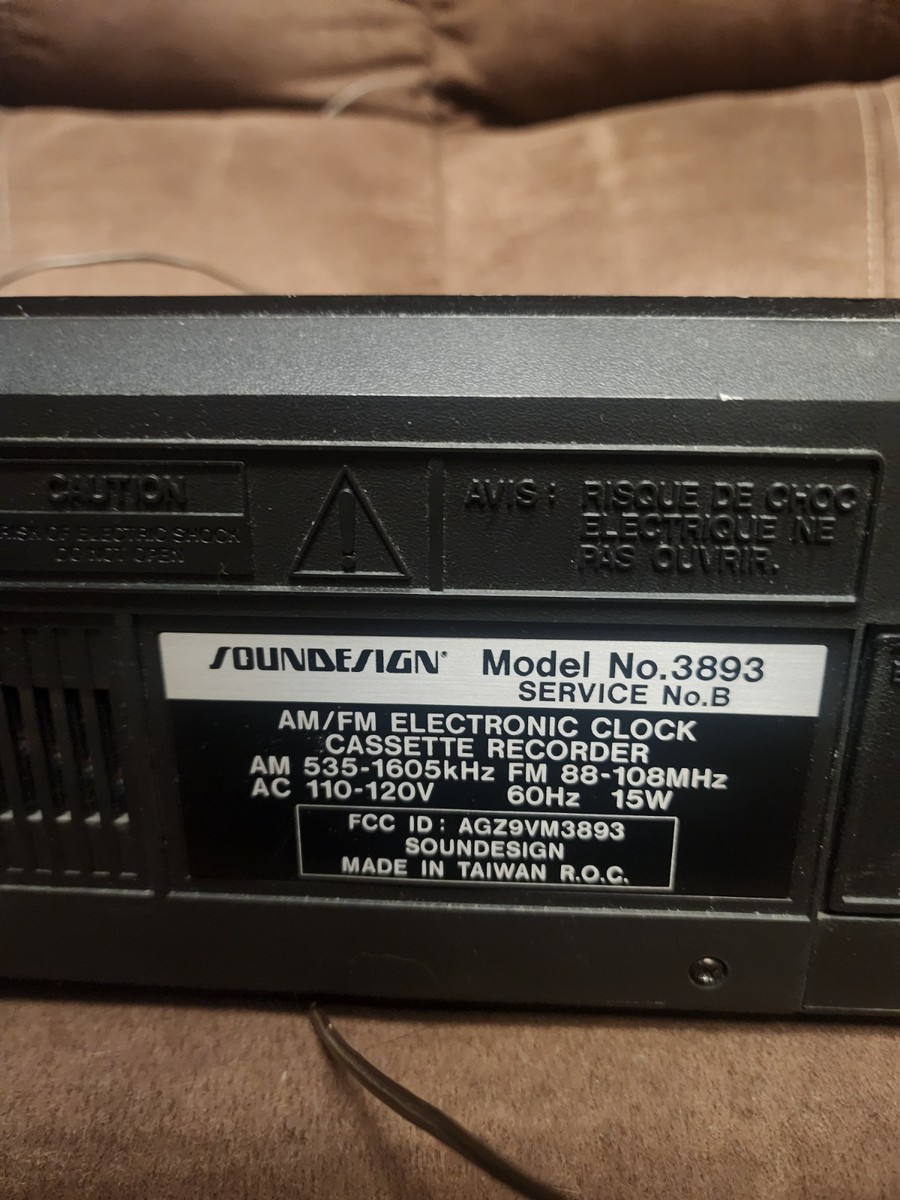 CAUTION
RISK OF ELECTRIC SHOCK
DO NOT OPEN
AVIS : RISQUE DE CHOC
ELECTRIQUE NE
PAS OUVRIR.
SOUNDESIGN® Model No.3893
SERVICE No.B
AM/FM ELECTRONIC CLOCK
CASSETTE RECORDER
AM 535-1605kHz FM 88-108MHz
AC 110-120V 60Hz 15W
FCC ID : AGZ9VM3893
SOUNDESIGN
MADE IN TAIWAN R.O.C.